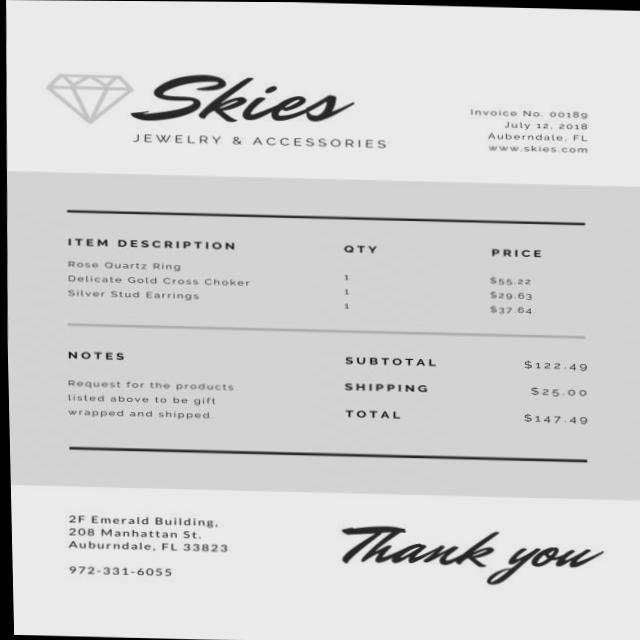 Skies
JEWELRY & ACCESSORIES
Invoice No. 00189
July 12, 2018
Auberndale, FL
www.skies.com
ITEM DESCRIPTION QTY PRICE
Rose Quartz Ring 1 $55.22
Delicate Gold Cross Choker 1 $29.63
Silver Stud Earrings 1 $37.64
NOTES
Request for the products
listed above to be gift
wrapped and shipped.
SUBTOTAL $122.49
SHIPPING $25.00
TOTAL $147.49
2F Emerald Building,
208 Manhattan St.
Auburndale, FL 33823
972-331-6055
Thank you